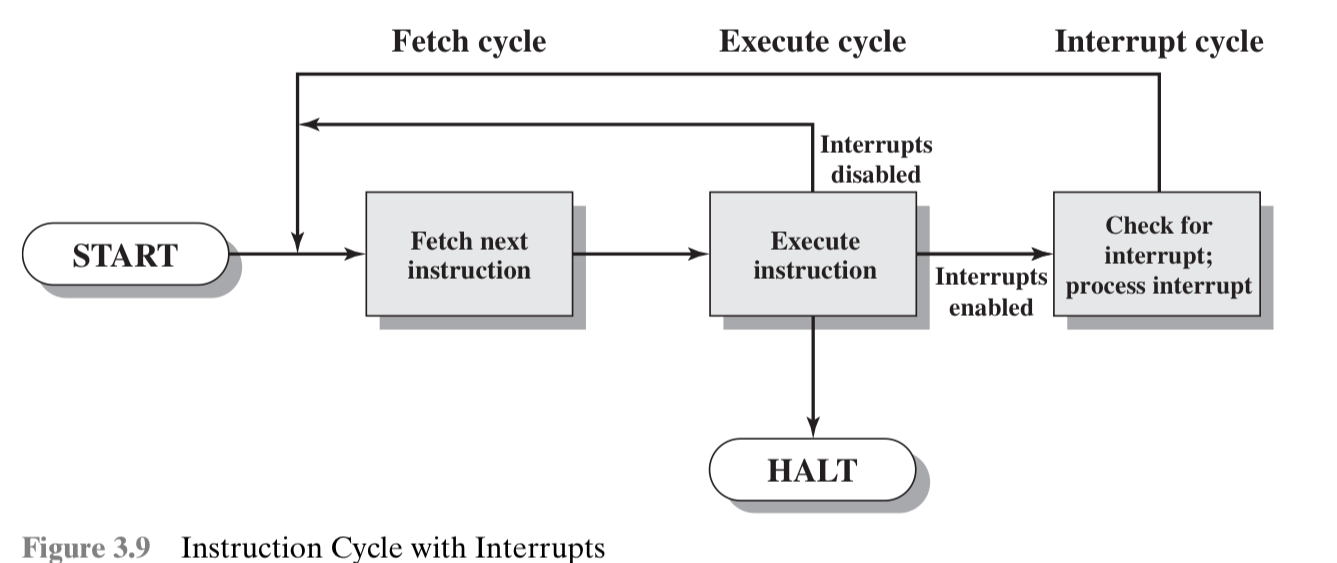 Fetch cycle
Execute cycle
Interrupt cycle
Interrupts
disabled
START
Fetch next
instruction
Execute
instruction
Interrupts
enabled
Check for
interrupt;
process interrupt
HALT
Figure 3.9 Instruction Cycle with Interrupts